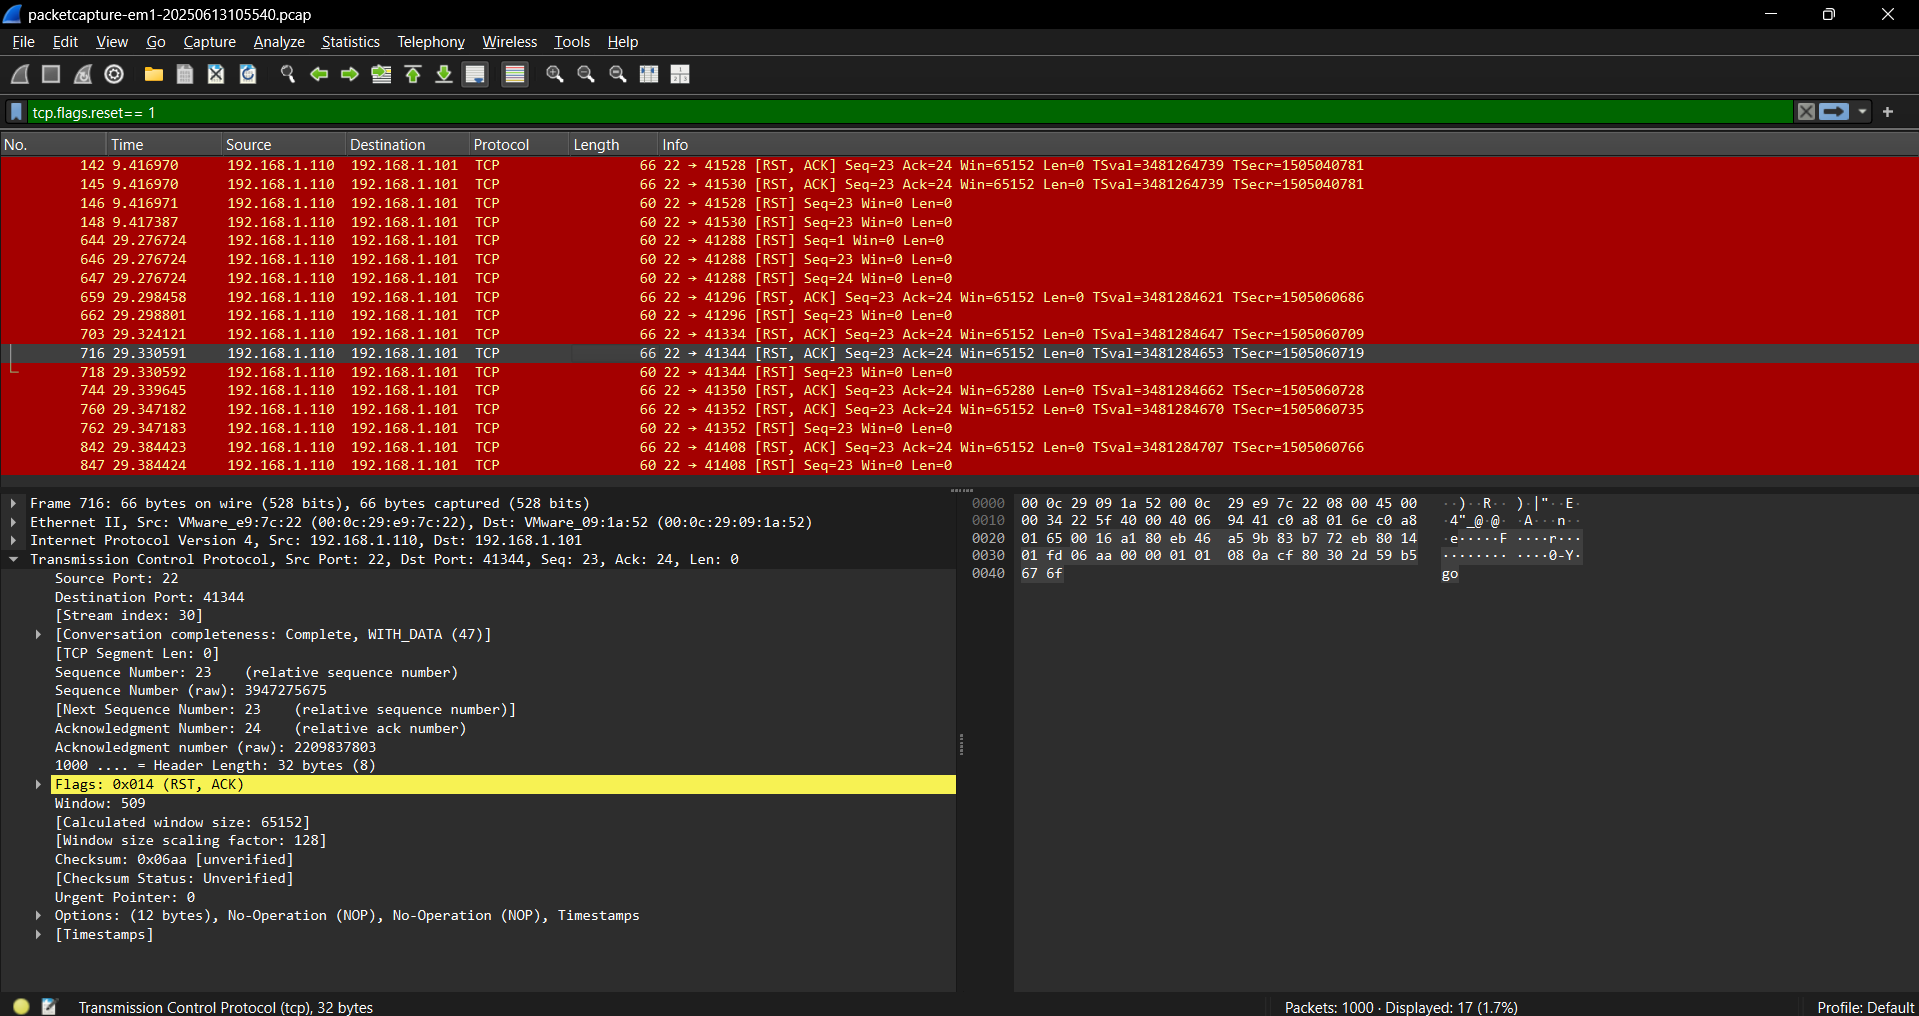 packetcapture-em1-20250613105540.pcap
File Edit View Go Capture Analyze Statistics Telephony Wireless Tools Help
tcp.flags.reset== 1
No. Time Source Destination Protocol Length Info
142 9.416970 192.168.1.110 192.168.1.101 TCP 66 22 → 41528 [RST, ACK] Seq=23 Ack=24 Win=65152 Len=0 TSval=3481264739 TSecr=1505040781
145 9.416970 192.168.1.110 192.168.1.101 TCP 66 22 → 41530 [RST, ACK] Seq=23 Ack=24 Win=65152 Len=0 TSval=3481264739 TSecr=1505040781
146 9.416971 192.168.1.110 192.168.1.101 TCP 60 22 → 41528 [RST] Seq=23 Win=0 Len=0
148 9.417387 192.168.1.110 192.168.1.101 TCP 60 22 → 41530 [RST] Seq=23 Win=0 Len=0
644 29.276724 192.168.1.110 192.168.1.101 TCP 60 22 → 41288 [RST] Seq=1 Win=0 Len=0
646 29.276724 192.168.1.110 192.168.1.101 TCP 60 22 → 41288 [RST] Seq=23 Win=0 Len=0
647 29.276724 192.168.1.110 192.168.1.101 TCP 60 22 → 41288 [RST] Seq=24 Win=0 Len=0
659 29.298458 192.168.1.110 192.168.1.101 TCP 66 22 → 41296 [RST, ACK] Seq=23 Ack=24 Win=65152 Len=0 TSval=3481284621 TSecr=1505060686
662 29.298801 192.168.1.110 192.168.1.101 TCP 60 22 → 41296 [RST] Seq=23 Win=0 Len=0
703 29.324121 192.168.1.110 192.168.1.101 TCP 66 22 → 41334 [RST, ACK] Seq=23 Ack=24 Win=65152 Len=0 TSval=3481284647 TSecr=1505060709
716 29.330591 192.168.1.110 192.168.1.101 TCP 66 22 → 41344 [RST, ACK] Seq=23 Ack=24 Win=65152 Len=0 TSval=3481284653 TSecr=1505060719
718 29.330592 192.168.1.110 192.168.1.101 TCP 60 22 → 41344 [RST] Seq=23 Win=0 Len=0
744 29.339645 192.168.1.110 192.168.1.101 TCP 66 22 → 41350 [RST, ACK] Seq=23 Ack=24 Win=65280 Len=0 TSval=3481284662 TSecr=1505060728
760 29.347182 192.168.1.110 192.168.1.101 TCP 66 22 → 41352 [RST, ACK] Seq=23 Ack=24 Win=65152 Len=0 TSval=3481284670 TSecr=1505060735
762 29.347183 192.168.1.110 192.168.1.101 TCP 60 22 → 41352 [RST] Seq=23 Win=0 Len=0
842 29.384423 192.168.1.110 192.168.1.101 TCP 66 22 → 41408 [RST, ACK] Seq=23 Ack=24 Win=65152 Len=0 TSval=3481284707 TSecr=1505060766
847 29.384424 192.168.1.110 192.168.1.101 TCP 60 22 → 41408 [RST] Seq=23 Win=0 Len=0
Frame 716: 66 bytes on wire (528 bits), 66 bytes captured (528 bits)
Ethernet II, Src: VMware_e9:7c:22 (00:0c:29:e9:7c:22), Dst: VMware_09:1a:52 (00:0c:29:09:1a:52)
Internet Protocol Version 4, Src: 192.168.1.110, Dst: 192.168.1.101
Transmission Control Protocol, Src Port: 22, Dst Port: 41344, Seq: 23, Ack: 24, Len: 0
Source Port: 22
Destination Port: 41344
[Stream index: 30]
[Conversation completeness: Complete, WITH_DATA (47)]
[TCP Segment Len: 0]
Sequence Number: 23 (relative sequence number)
Sequence Number (raw): 3947275675
[Next Sequence Number: 23 (relative sequence number)]
Acknowledgment Number: 24 (relative ack number)
Acknowledgment number (raw): 2209837803
1000 .... = Header Length: 32 bytes (8)
Flags: 0x014 (RST, ACK)
Window: 509
[Calculated window size: 65152]
[Window size scaling factor: 128]
Checksum: 0x06aa [unverified]
[Checksum Status: Unverified]
Urgent Pointer: 0
Options: (12 bytes), No-Operation (NOP), No-Operation (NOP), Timestamps
[Timestamps]
0000 00 0c 29 09 1a 52 00 0c 29 e9 7c 22 08 00 45 00 ··)··R·· )·|"··E·
0010 00 34 22 5f 40 00 40 06 94 41 c0 a8 01 6e c0 a8 ·4"_@·@· ·A···n··
0020 01 65 00 16 a1 80 eb 46 a5 9b 83 b7 72 eb 80 14 ·e·····F ····r···
0030 01 fd 06 aa 00 00 01 01 08 0a cf 80 30 2d 59 b5 ········ ····0-Y·
0040 67 6f go
Transmission Control Protocol (tcp), 32 bytes
Packets: 1000 · Displayed: 17 (1.7%)
Profile: Default